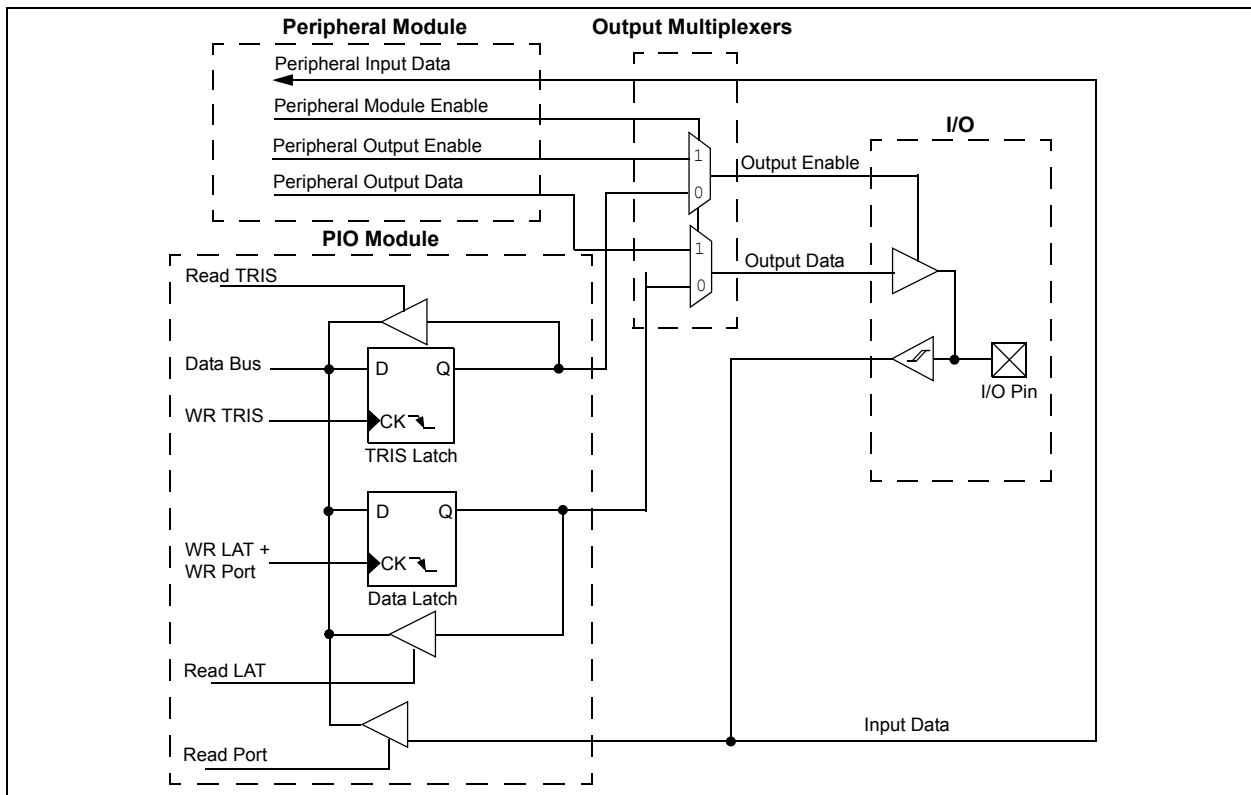 Peripheral Module
Output Multiplexers
Peripheral Input Data
Peripheral Module Enable
I/O
Peripheral Output Enable
1
Output Enable
Peripheral Output Data
0
PIO Module
1
Output Data
Read TRIS
0
Data Bus
D
Q
I/O Pin
WR TRIS
CK
TRIS Latch
D
Q
WR LAT +
WR Port
CK
Data Latch
Read LAT
Input Data
Read Port